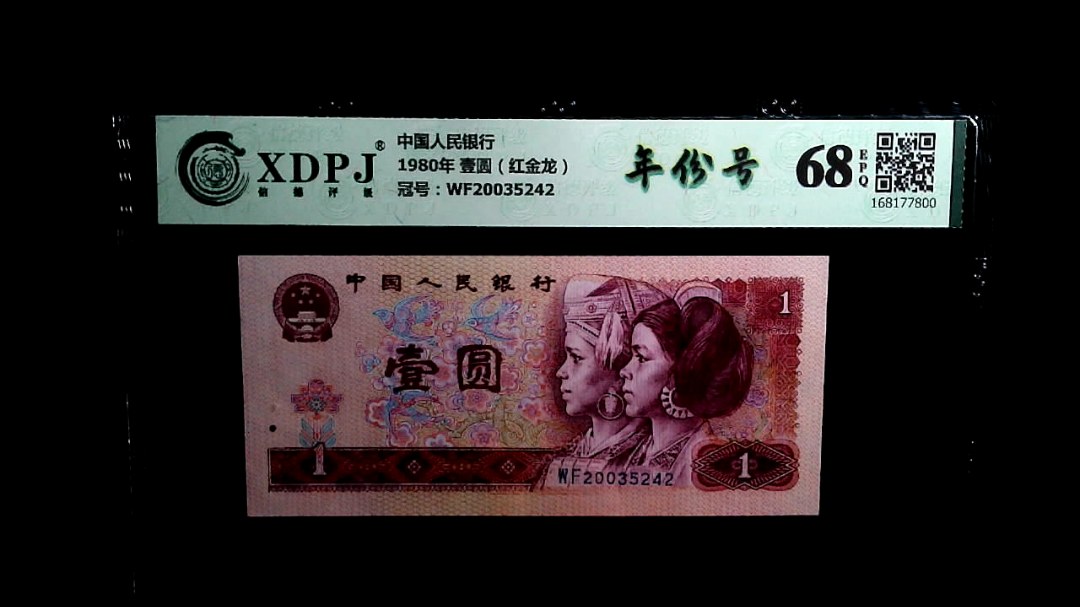 XDPJ®
信德评级
中国人民银行
1980年 壹圆（红金龙）
冠号：WF20035242
年份号
68 EPQ
168177800
中国人民银行
1
壹圆
1
1
WF20035242